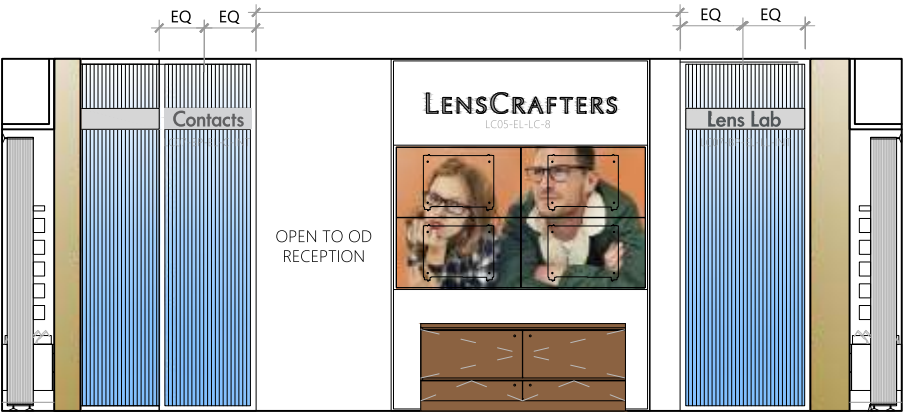 EQ EQ EQ EQ
LENSCRAFTERS
LC05-EL-LC-8
Contacts Lens Lab
OPEN TO OD
RECEPTION